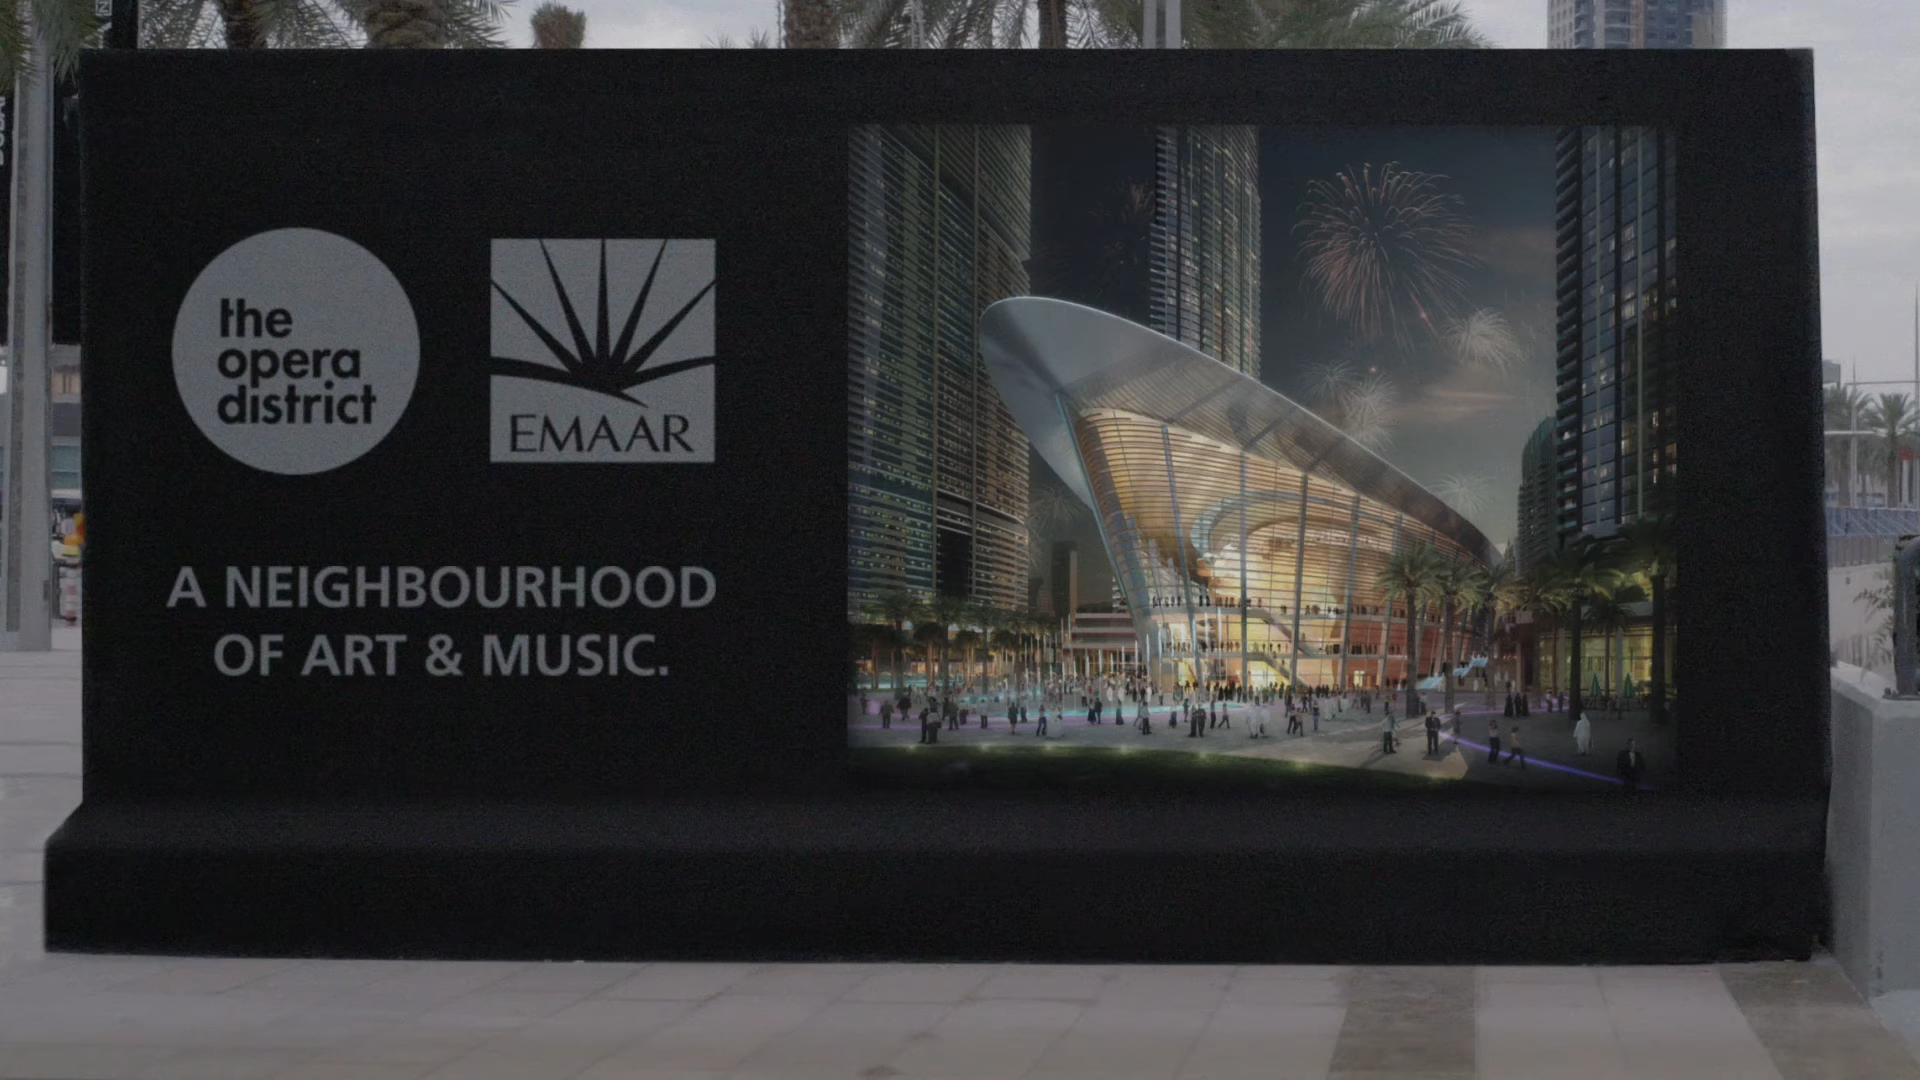 the
opera
district
EMAAR
A NEIGHBOURHOOD
OF ART & MUSIC.